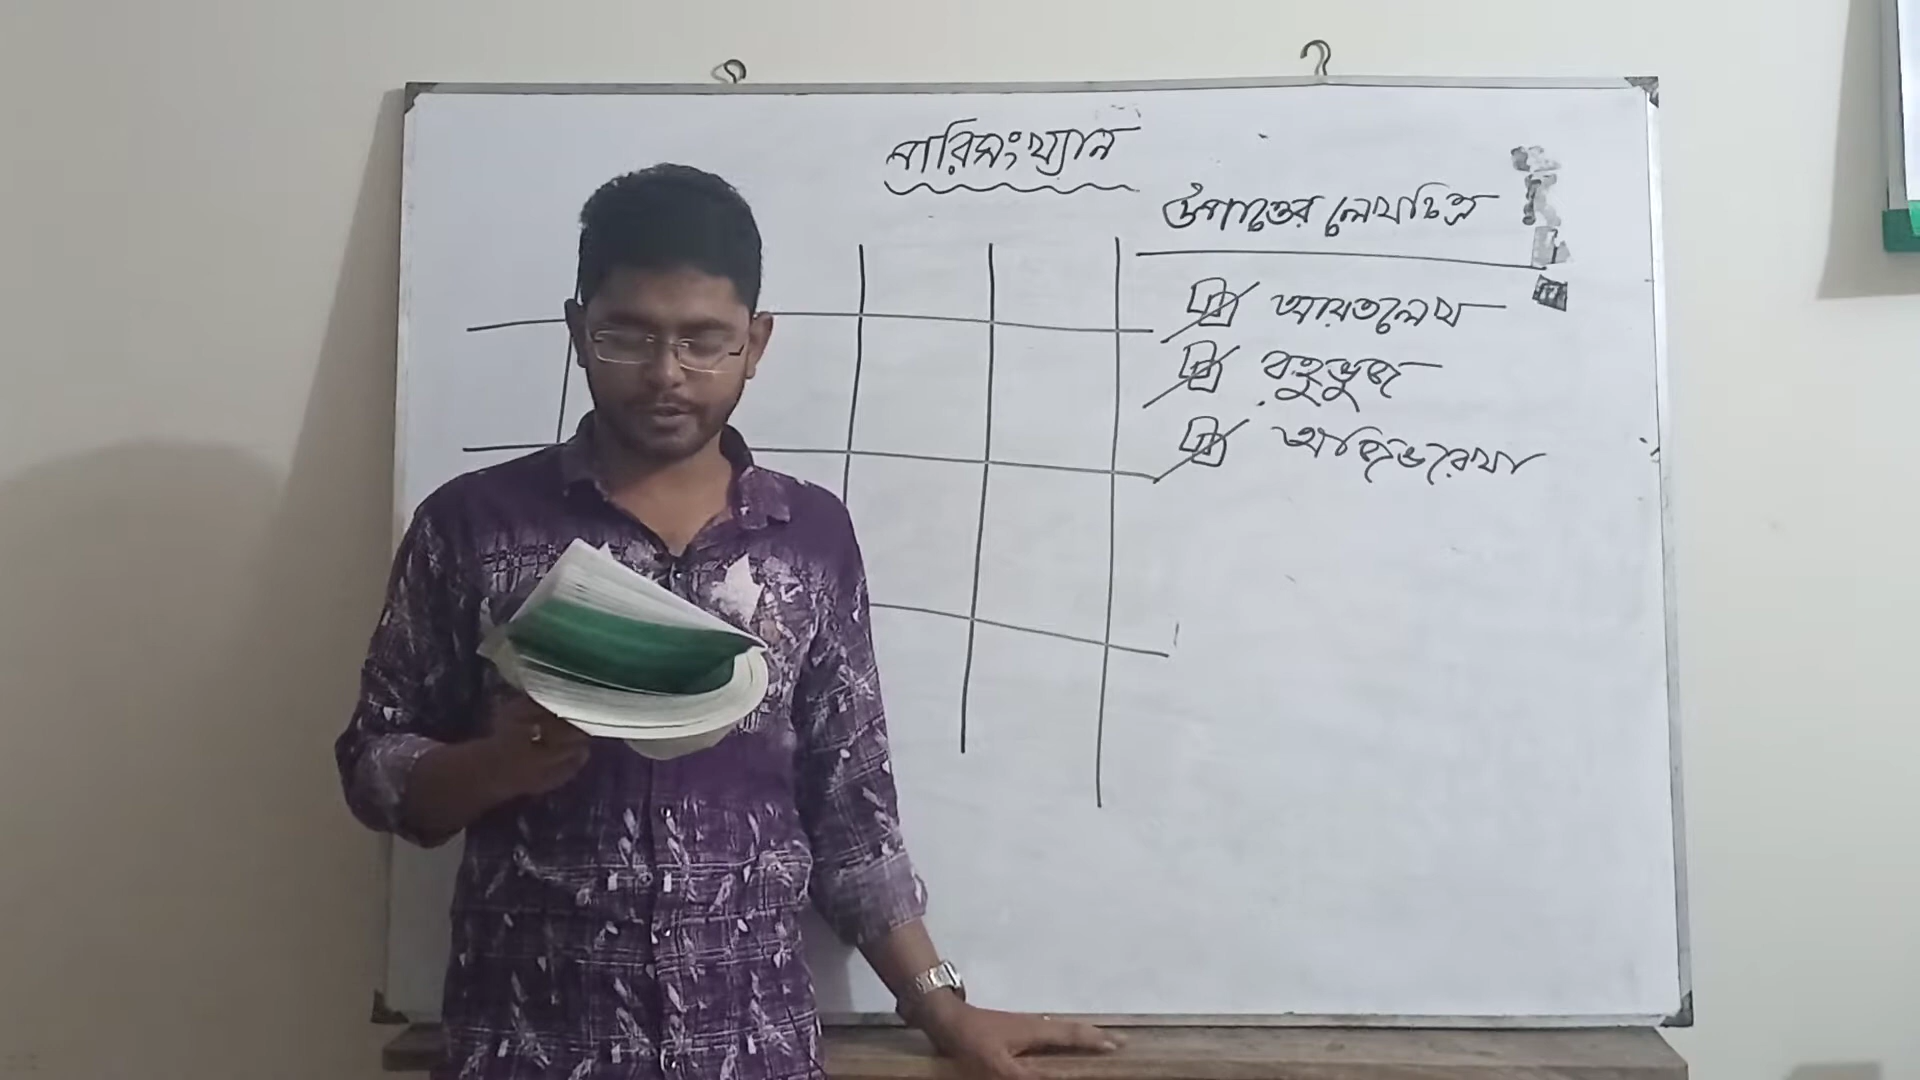 পরিসংখ্যান
উপাত্তের লেখচিত্র
আয়তলেখ
বহুভুজ
অজিভরেখা